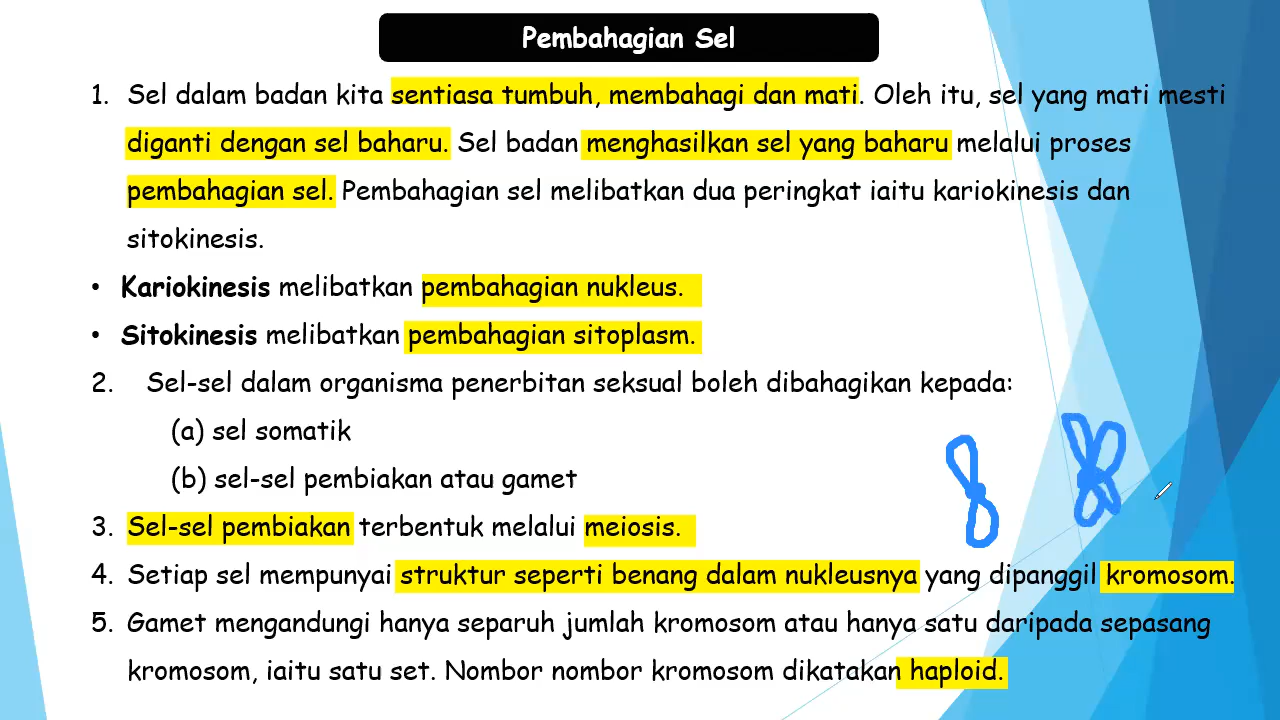 Pembahagian Sel
1. Sel dalam badan kita sentiasa tumbuh, membahagi dan mati. Oleh itu, sel yang mati mesti
diganti dengan sel baharu. Sel badan menghasilkan sel yang baharu melalui proses
pembahagian sel. Pembahagian sel melibatkan dua peringkat iaitu kariokinesis dan
sitokinesis.
• Kariokinesis melibatkan pembahagian nukleus.
• Sitokinesis melibatkan pembahagian sitoplasm.
2. Sel-sel dalam organisma penerbitan seksual boleh dibahagikan kepada:
(a) sel somatik
(b) sel-sel pembiakan atau gamet
3. Sel-sel pembiakan terbentuk melalui meiosis.
4. Setiap sel mempunyai struktur seperti benang dalam nukleusnya yang dipanggil kromosom.
5. Gamet mengandungi hanya separuh jumlah kromosom atau hanya satu daripada sepasang
kromosom, iaitu satu set. Nombor nombor kromosom dikatakan haploid.